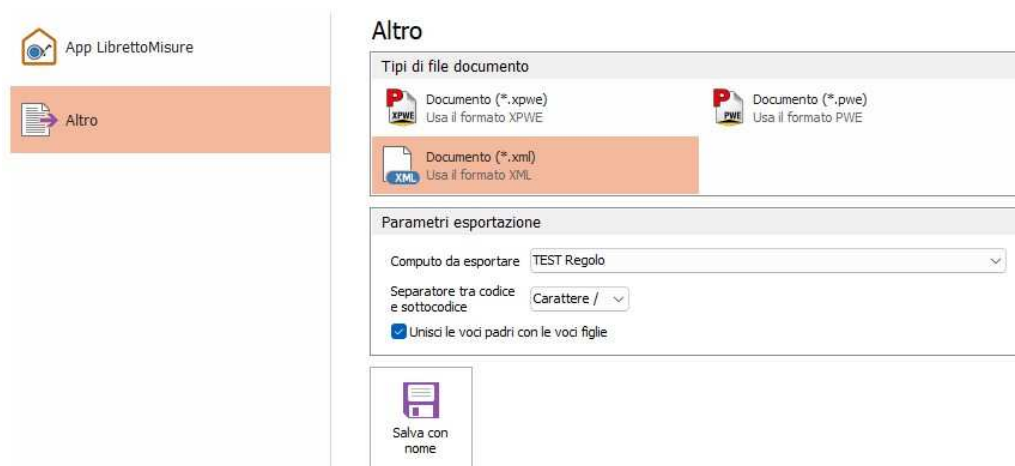 App LibrettoMisure
Altro
Altro
Tipi di file documento
XPWE
Documento (*.xpwe)
Usa il formato XPWE
PWE
Documento (*.pwe)
Usa il formato PWE
XML
Documento (*.xml)
Usa il formato XML
Parametri esportazione
Computo da esportare TEST Regolo
Separatore tra codice
e sottocodice
Carattere /
Unisci le voci padri con le voci figlie
Salva con
nome